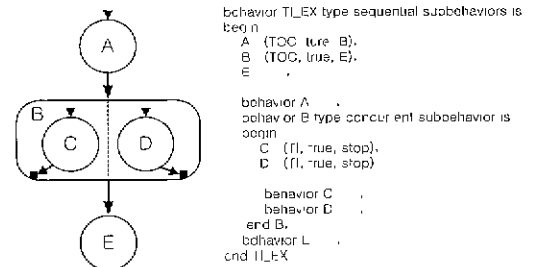 A
B
C
D
E
behavior TI_EX type sequential subbehaviors is
begin
A (TOC, true, B),
B (TOC, true, E),
E ,
behavior A ,
behavior B type concurrent subbehavior is
begin
C (TI, true, stop),
D (TI, true, stop)
behavior C ,
behavior D ,
end B,
behavior E ,
end TI_EX